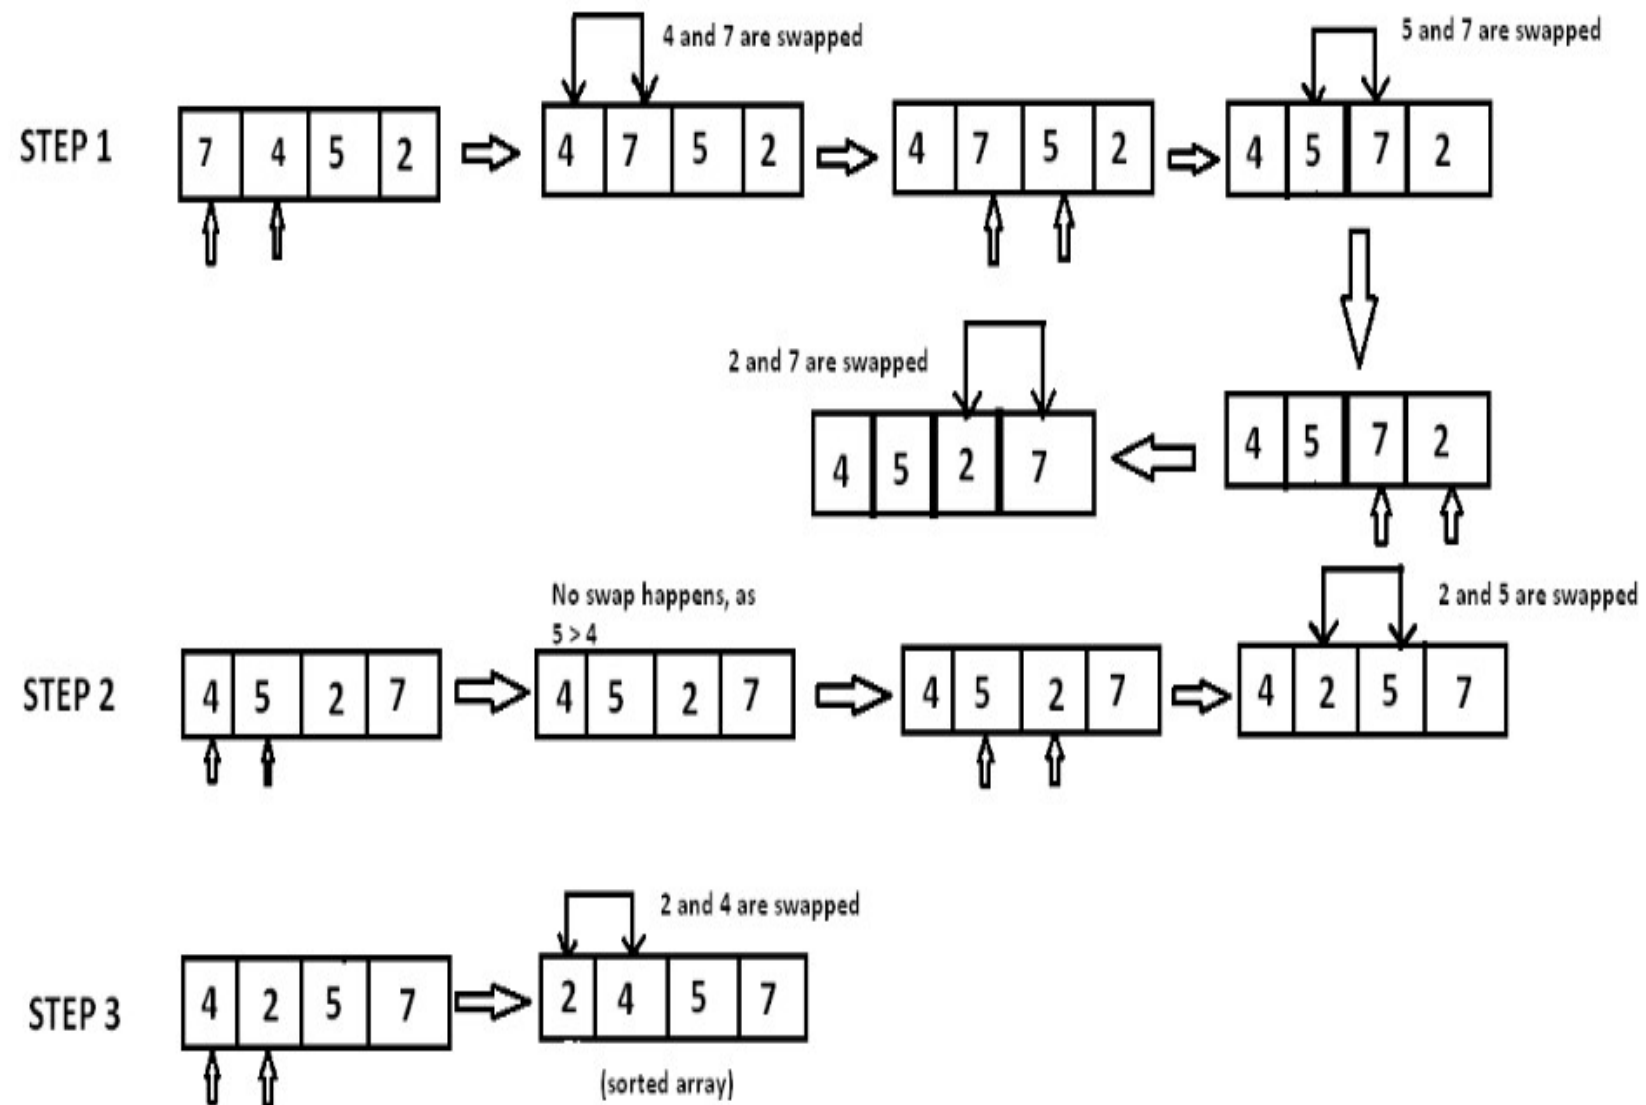 4 and 7 are swapped
5 and 7 are swapped
STEP 1
7 4 5 2
4 7 5 2
4 7 5 2
4 5 7 2
2 and 7 are swapped
4 5 2 7
4 5 7 2
No swap happens, as
5 > 4
2 and 5 are swapped
STEP 2
4 5 2 7
4 5 2 7
4 5 2 7
4 2 5 7
2 and 4 are swapped
STEP 3
4 2 5 7
2 4 5 7
(sorted array)